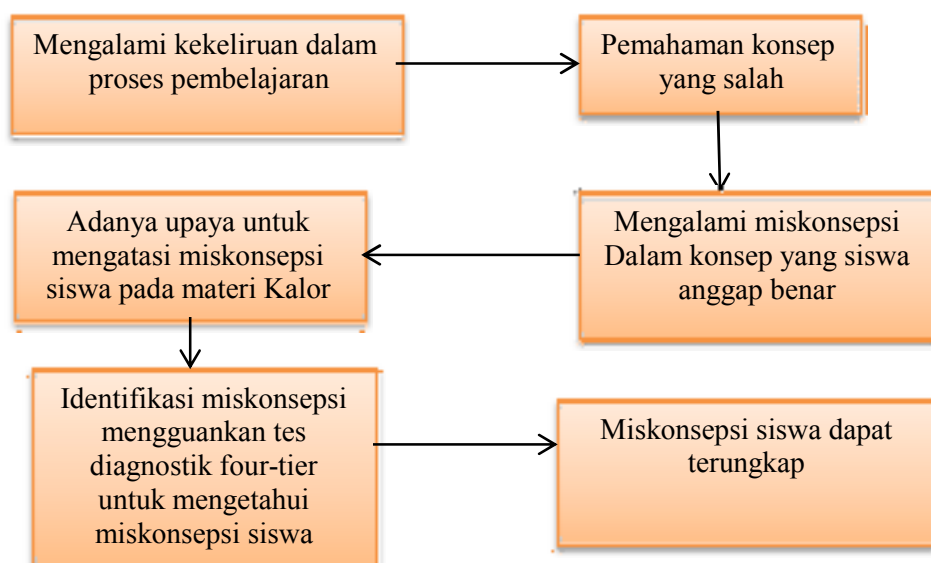 Mengalami kekeliruan dalam
proses pembelajaran
Pemahaman konsep
yang salah
Mengalami miskonsepsi
Dalam konsep yang siswa
anggap benar
Adanya upaya untuk
mengatasi miskonsepsi
siswa pada materi Kalor
Identifikasi miskonsepsi
mengguankan tes
diagnostik four-tier
untuk mengetahui
miskonsepsi siswa
Miskonsepsi siswa dapat
terungkap